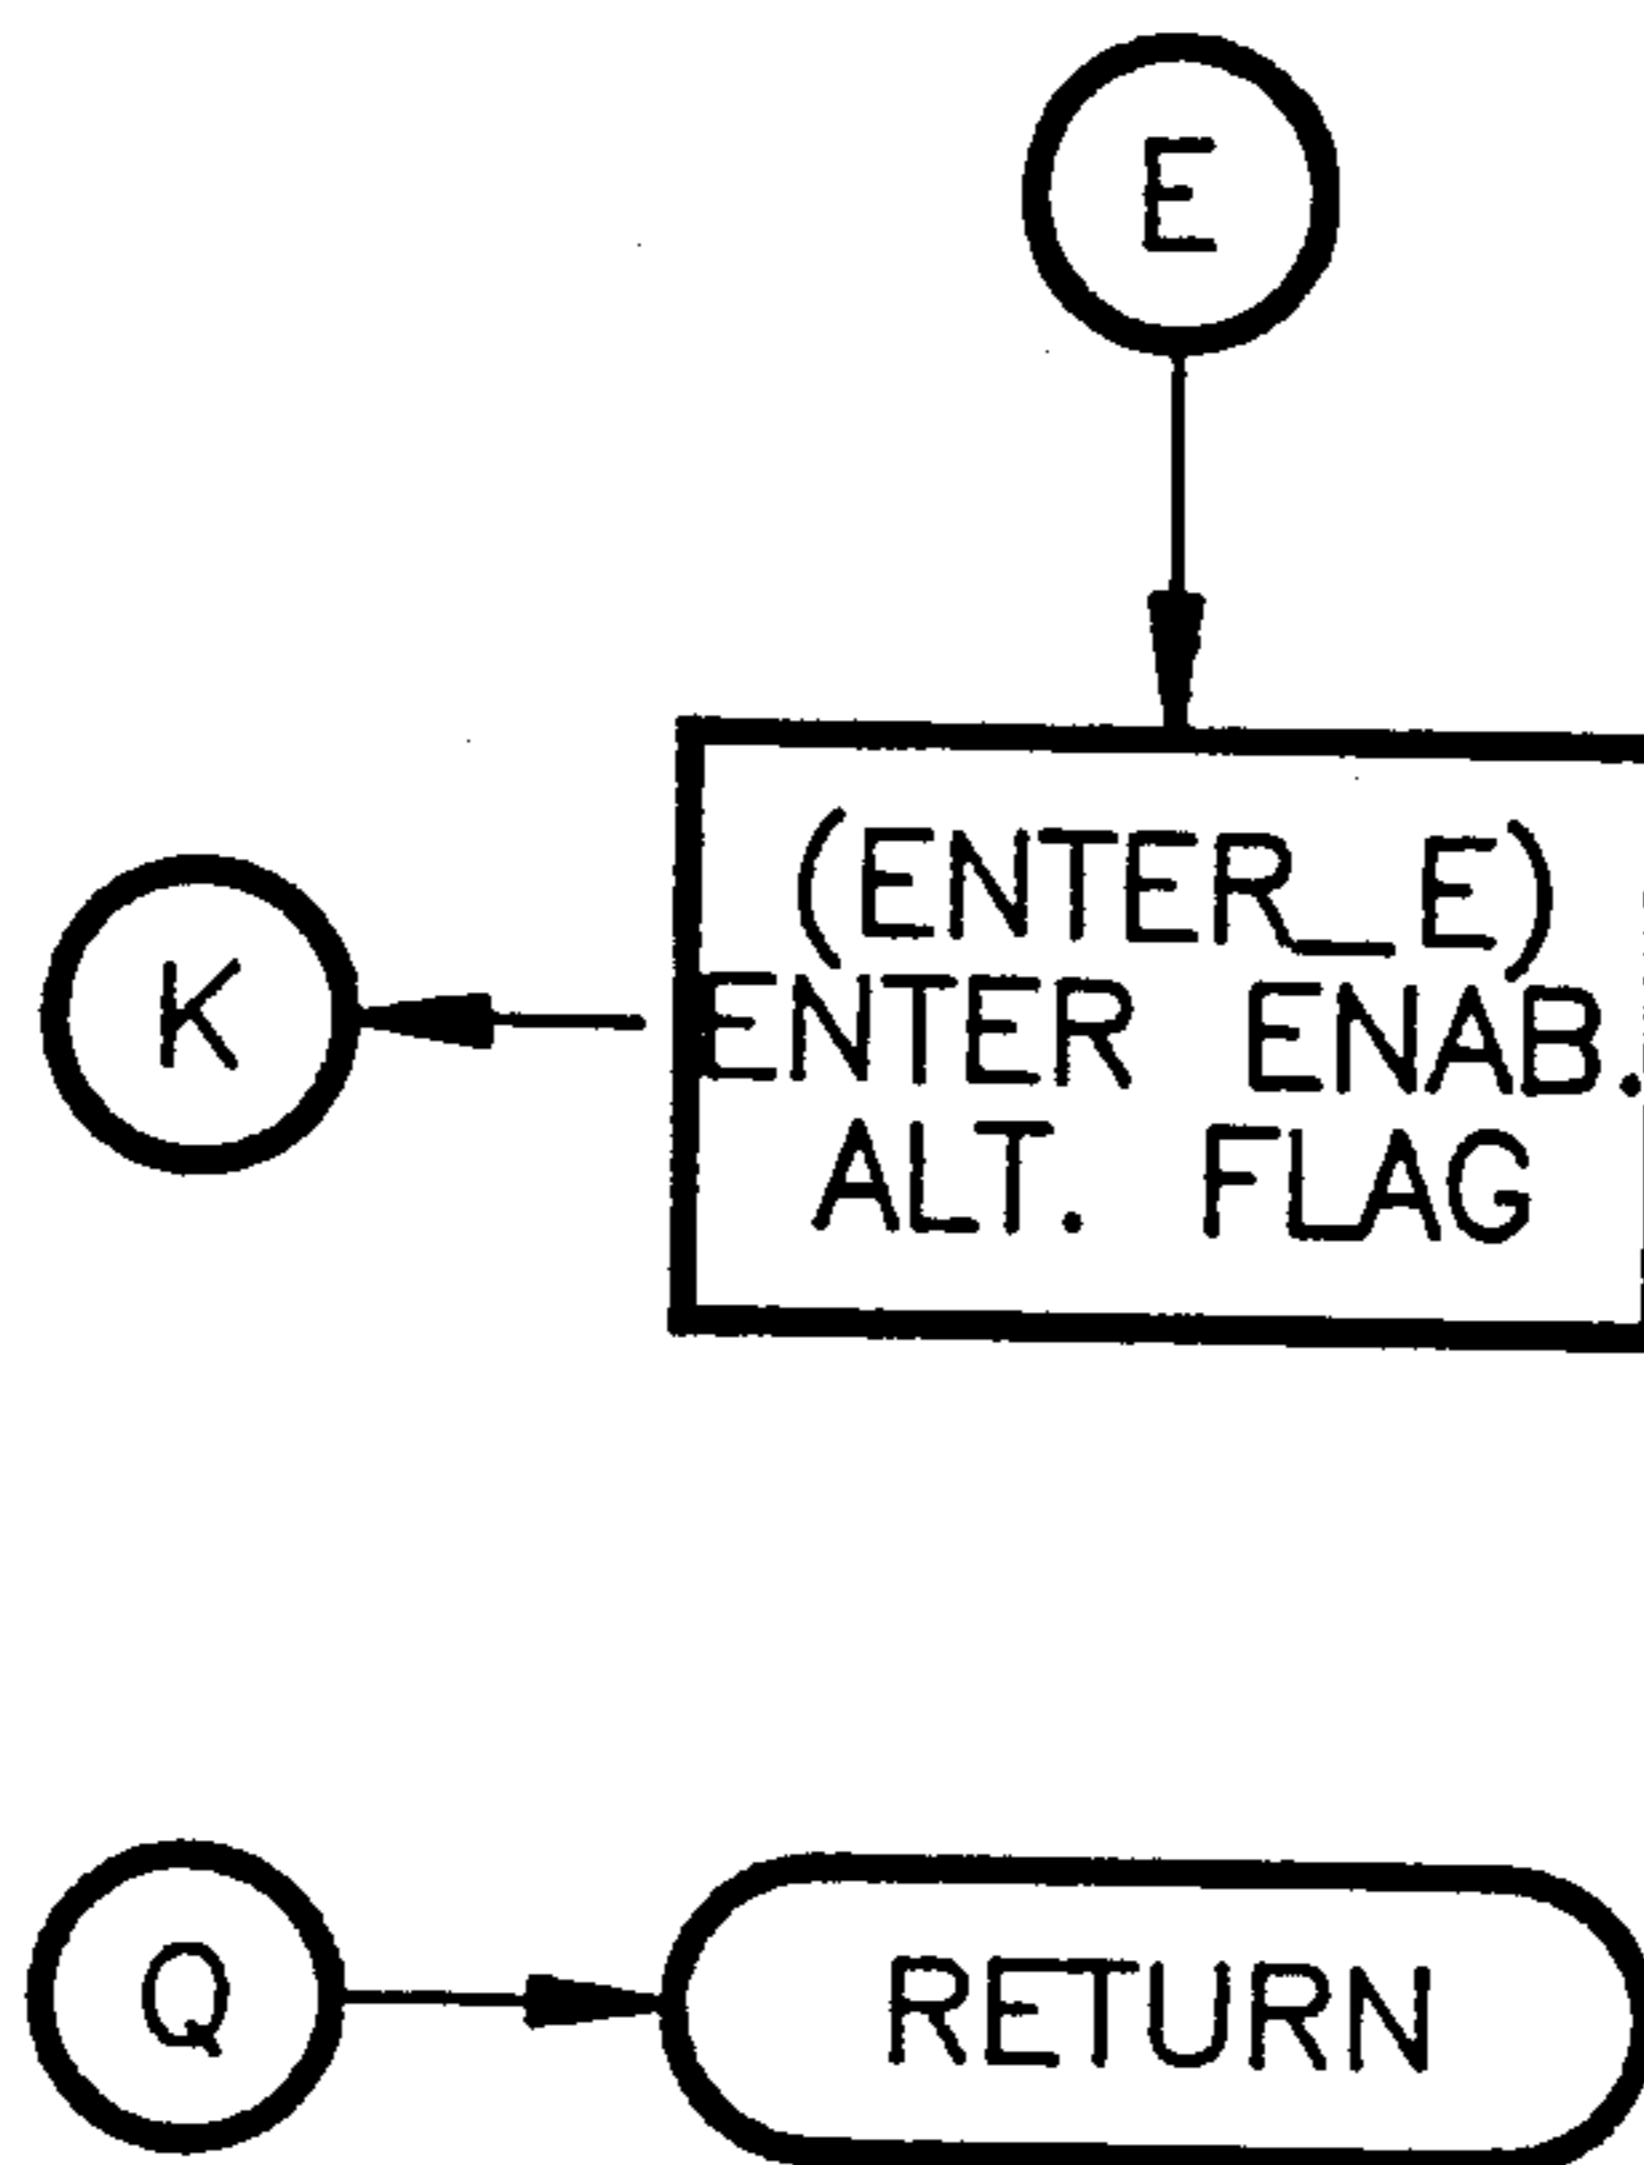 E
(ENTER_E)
K
ENTER ENAB.
ALT. FLAG
Q
RETURN